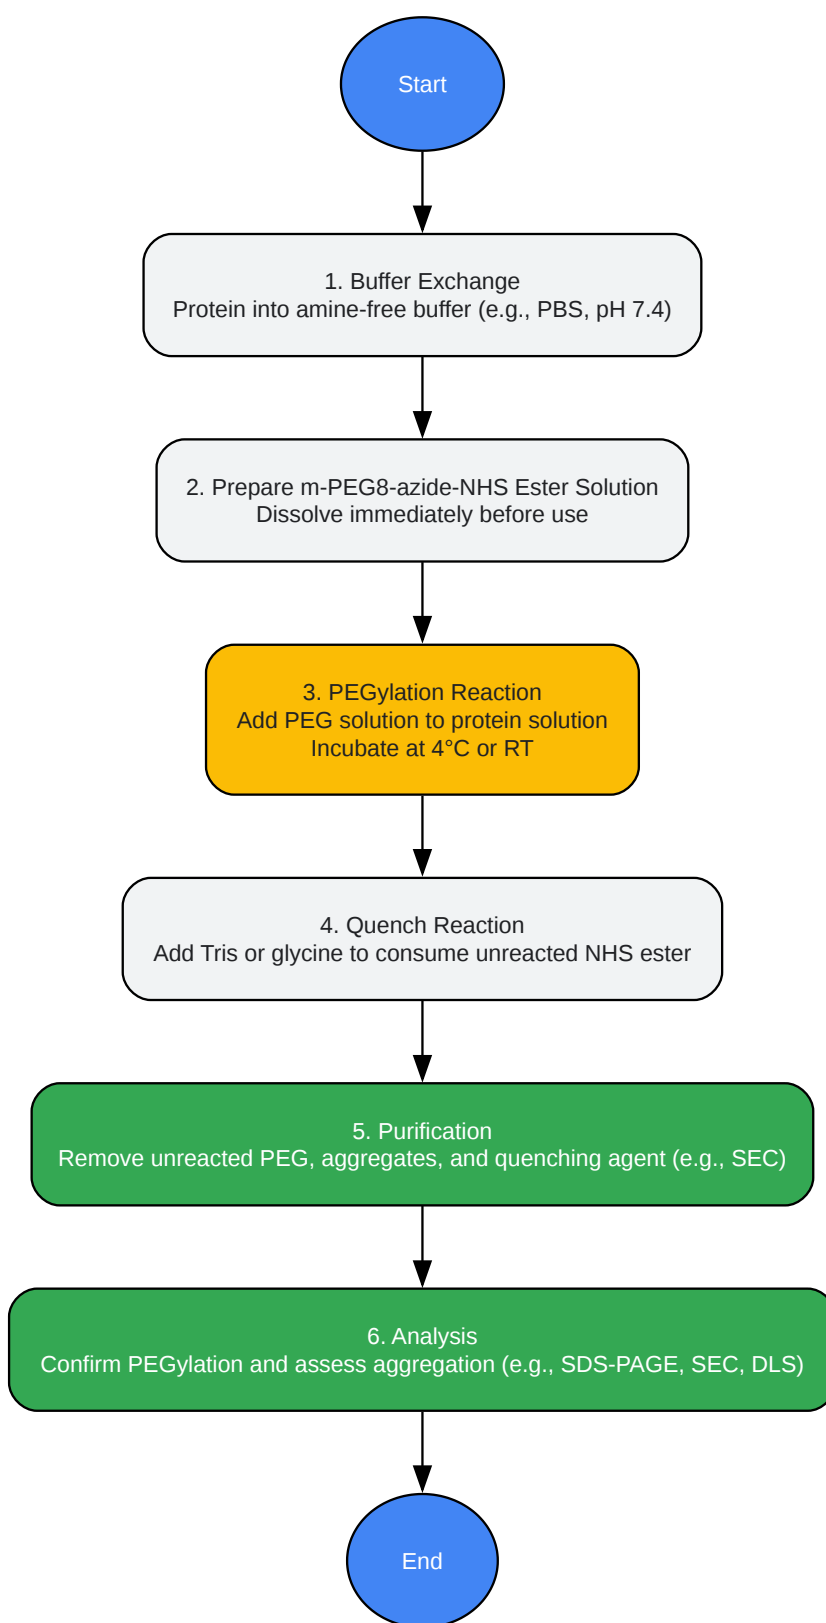 Start
1. Buffer Exchange
Protein into amine-free buffer (e.g., PBS, pH 7.4)
2. Prepare m-PEG8-azide-NHS Ester Solution
Dissolve immediately before use
3. PEGylation Reaction
Add PEG solution to protein solution
Incubate at 4°C or RT
4. Quench Reaction
Add Tris or glycine to consume unreacted NHS ester
5. Purification
Remove unreacted PEG, aggregates, and quenching agent (e.g., SEC)
6. Analysis
Confirm PEGylation and assess aggregation (e.g., SDS-PAGE, SEC, DLS)
End